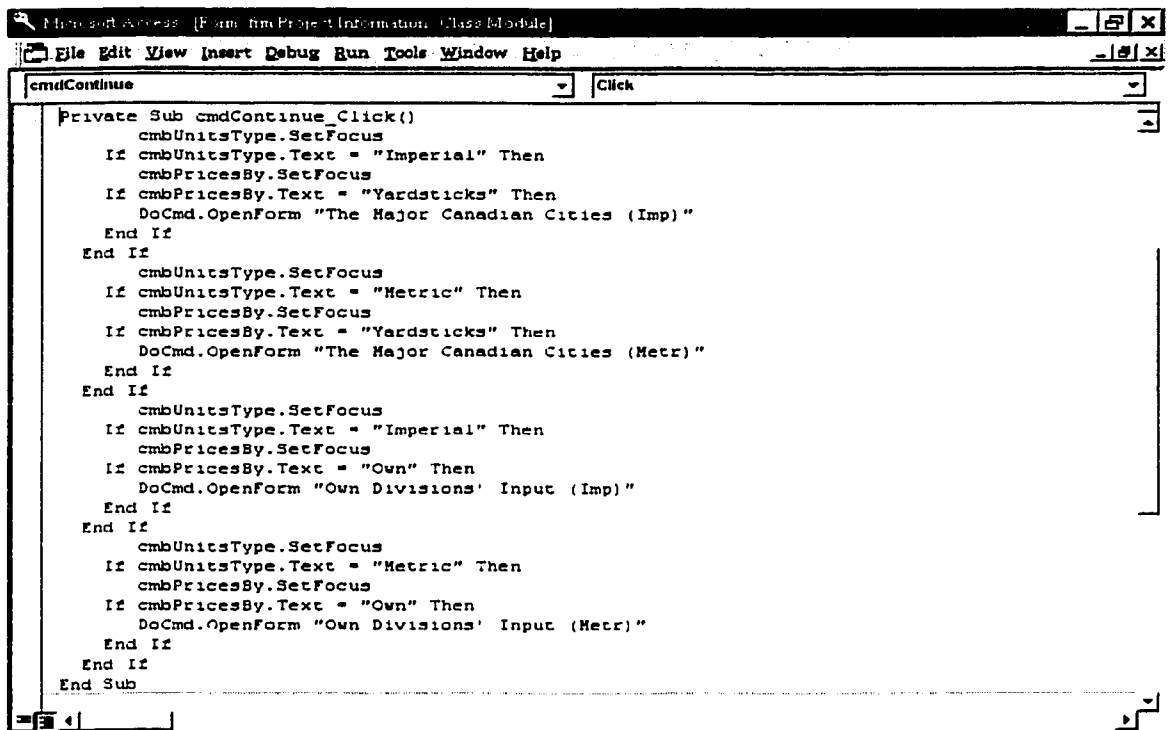 Microsoft Access - [Form: frm Project Information : Class Module]
File Edit View Insert Debug Run Tools Window Help
cmdContinue Click
Private Sub cmdContinue_Click()
cmbUnitsType.SetFocus
If cmbUnitsType.Text = "Imperial" Then
cmbPricesBy.SetFocus
If cmbPricesBy.Text = "Yardsticks" Then
DoCmd.OpenForm "The Major Canadian Cities (Imp)"
End If
End If
cmbUnitsType.SetFocus
If cmbUnitsType.Text = "Metric" Then
cmbPricesBy.SetFocus
If cmbPricesBy.Text = "Yardsticks" Then
DoCmd.OpenForm "The Major Canadian Cities (Metr)"
End If
End If
cmbUnitsType.SetFocus
If cmbUnitsType.Text = "Imperial" Then
cmbPricesBy.SetFocus
If cmbPricesBy.Text = "Own" Then
DoCmd.OpenForm "Own Divisions' Input (Imp)"
End If
End If
cmbUnitsType.SetFocus
If cmbUnitsType.Text = "Metric" Then
cmbPricesBy.SetFocus
If cmbPricesBy.Text = "Own" Then
DoCmd.OpenForm "Own Divisions' Input (Metr)"
End If
End If
End Sub